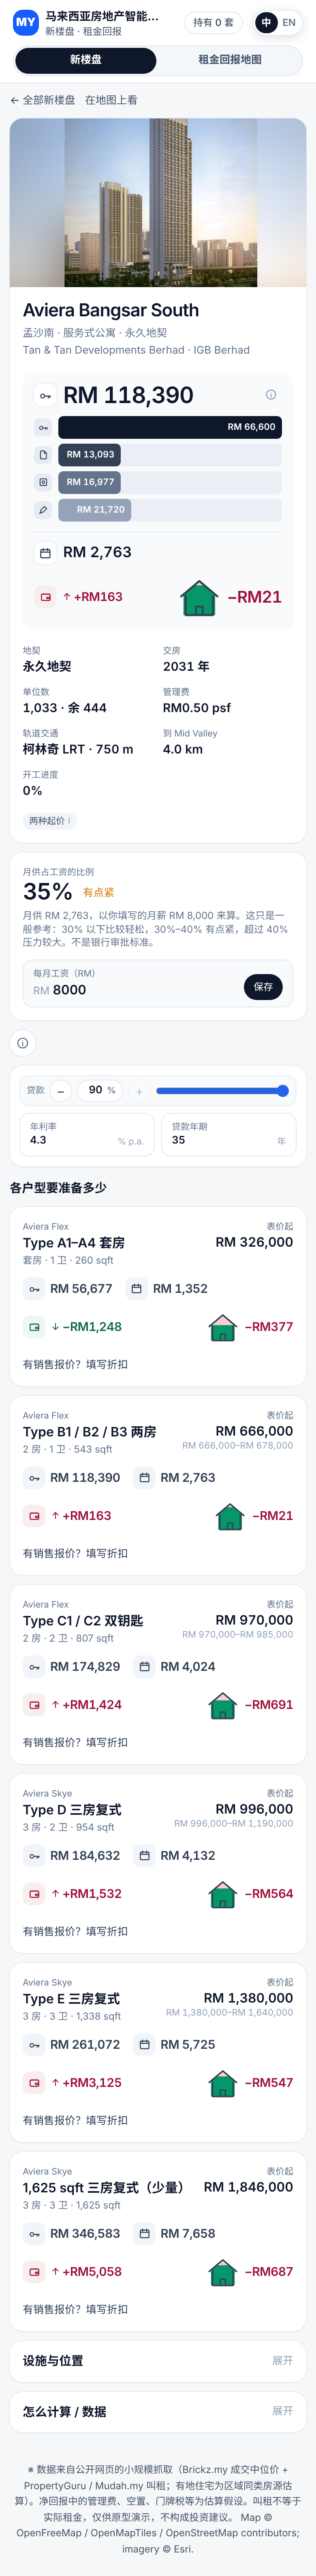 MY
马来西亚房地产智能...
新楼盘 · 租金回报
持有 0 套
中
EN
新楼盘
租金回报地图
← 全部新楼盘
在地图上看
Aviera Bangsar South
孟沙南 · 服务式公寓 · 永久地契
Tan & Tan Developments Berhad · IGB Berhad
RM 118,390
RM 66,600
RM 13,093
RM 16,977
RM 21,720
RM 2,763
↑ +RM163
−RM21
地契
永久地契
交房
2031 年
单位数
1,033 · 余 444
管理费
RM0.50 psf
轨道交通
柯林奇 LRT · 750 m
到 Mid Valley
4.0 km
开工进度
0%
两种起价 i
月供占工资的比例
35% 有点紧
月供 RM 2,763，以你填写的月薪 RM 8,000 来算。这只是一
般参考：30% 以下比较轻松，30%–40% 有点紧，超过 40%
压力较大。不是银行审批标准。
每月工资（RM）
RM 8000
保存
贷款
–
90 %
+
年利率
4.3
% p.a.
贷款年期
35
年
各户型要准备多少
Aviera Flex
表价起
Type A1–A4 套房
RM 326,000
套房 · 1 卫 · 260 sqft
RM 56,677
RM 1,352
↓ −RM1,248
−RM377
有销售报价？填写折扣
Aviera Flex
表价起
Type B1 / B2 / B3 两房
RM 666,000
2 房 · 1 卫 · 543 sqft
RM 666,000–RM 678,000
RM 118,390
RM 2,763
↑ +RM163
−RM21
有销售报价？填写折扣
Aviera Flex
表价起
Type C1 / C2 双钥匙
RM 970,000
2 房 · 2 卫 · 807 sqft
RM 970,000–RM 985,000
RM 174,829
RM 4,024
↑ +RM1,424
−RM691
有销售报价？填写折扣
Aviera Skye
表价起
Type D 三房复式
RM 996,000
3 房 · 2 卫 · 954 sqft
RM 996,000–RM 1,190,000
RM 184,632
RM 4,132
↑ +RM1,532
−RM564
有销售报价？填写折扣
Aviera Skye
表价起
Type E 三房复式
RM 1,380,000
3 房 · 3 卫 · 1,338 sqft
RM 1,380,000–RM 1,640,000
RM 261,072
RM 5,725
↑ +RM3,125
−RM547
有销售报价？填写折扣
Aviera Skye
表价起
1,625 sqft 三房复式（少量）
RM 1,846,000
3 房 · 3 卫 · 1,625 sqft
RM 346,583
RM 7,658
↑ +RM5,058
−RM687
有销售报价？填写折扣
设施与位置
展开
怎么计算 / 数据
展开
※ 数据来自公开网页的小规模抓取（Brickz.my 成交中位价 +
PropertyGuru / Mudah.my 叫租；有地住宅为区域同类房源估
算）。净回报中的管理费、空置、门牌税等为估算假设。叫租不等于
实际租金，仅供原型演示，不构成投资建议。 Map ©
OpenFreeMap / OpenMapTiles / OpenStreetMap contributors;
imagery © Esri.